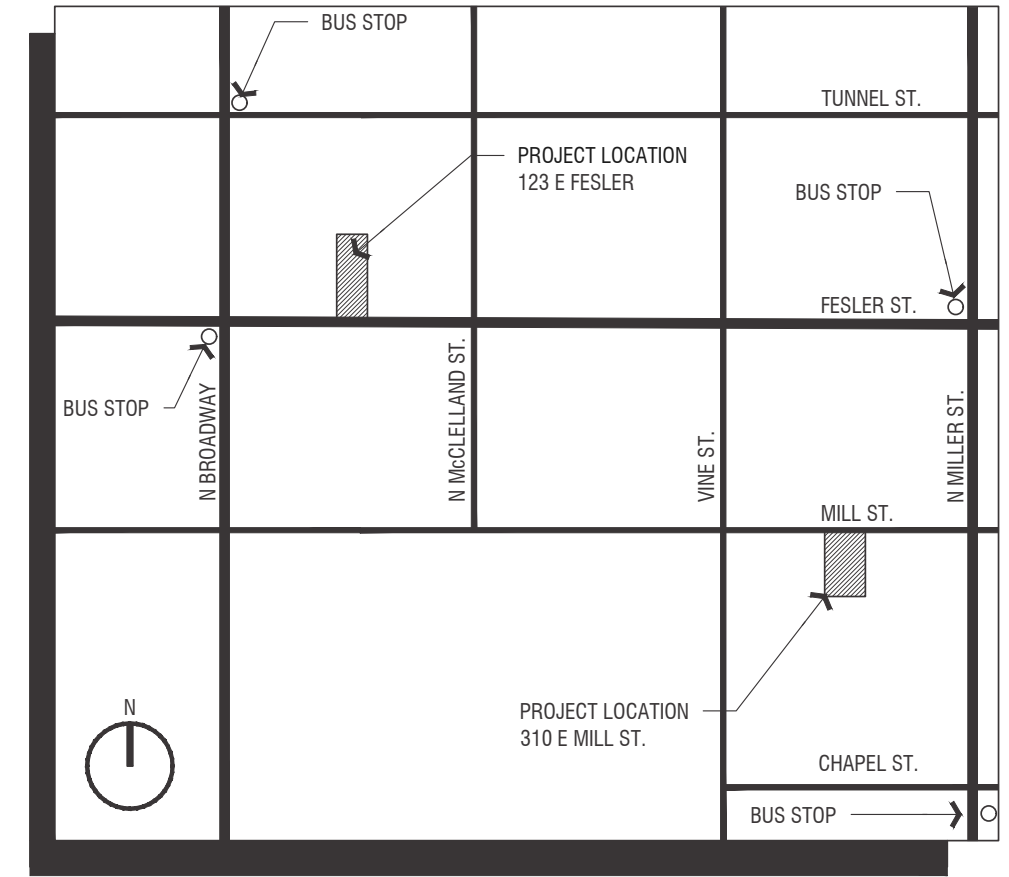 BUS STOP
TUNNEL ST.
PROJECT LOCATION
123 E FESLER
BUS STOP
FESLER ST.
BUS STOP
N BROADWAY
N McCLELLAND ST.
VINE ST.
N MILLER ST.
MILL ST.
N
PROJECT LOCATION
310 E MILL ST.
CHAPEL ST.
BUS STOP